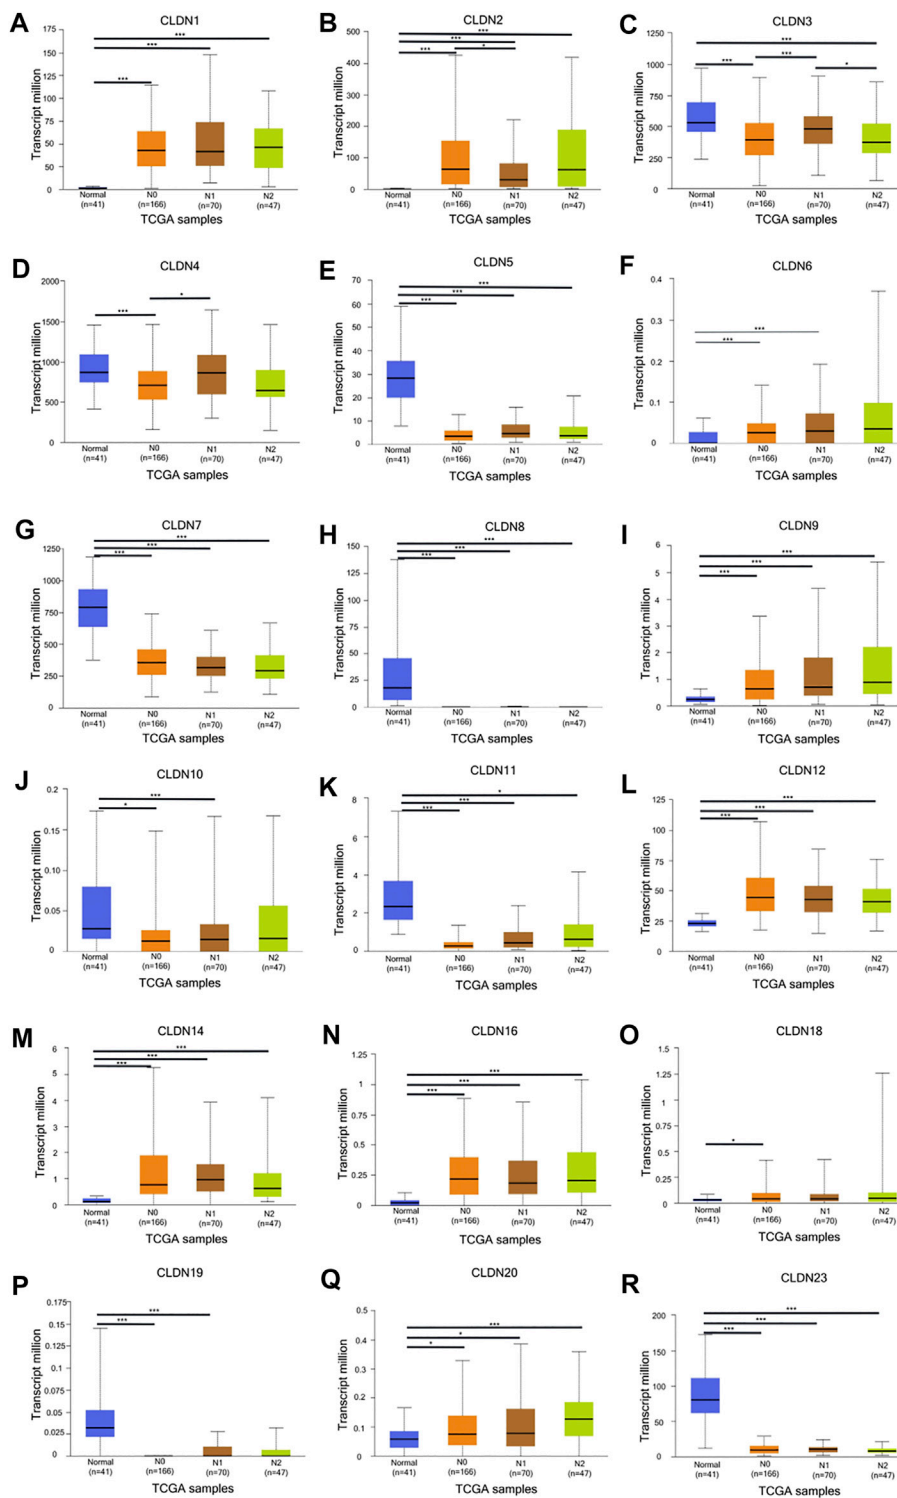 A
CLDN1
Transcript million
175
150
125
100
75
50
0
***
***
***
Normal N0 N1 N2
(n=41) (n=166) (n=70) (n=47)
TCGA samples
B
CLDN2
Transcript million
500
400
300
200
100
0
***
***
***
*
Normal N0 N1 N2
(n=41) (n=166) (n=70) (n=47)
TCGA samples
C
CLDN3
Transcript million
1250
1000
750
500
250
0
***
***
***
*
Normal N0 N1 N2
(n=41) (n=166) (n=70) (n=47)
TCGA samples
D
CLDN4
Transcript million
2000
1500
1000
500
0
*
***
Normal N0 N1 N2
(n=41) (n=166) (n=70) (n=47)
TCGA samples
E
CLDN5
Transcript million
70
60
50
40
30
20
10
0
***
***
***
Normal N0 N1 N2
(n=41) (n=166) (n=70) (n=47)
TCGA samples
F
CLDN6
Transcript million
0.4
0.3
0.2
0.1
0
***
***
Normal N0 N1 N2
(n=41) (n=166) (n=70) (n=47)
TCGA samples
G
CLDN7
Transcript million
1250
1000
750
500
250
0
***
***
***
Normal N0 N1 N2
(n=41) (n=166) (n=70) (n=47)
TCGA samples
H
CLDN8
Transcript million
150
125
100
75
50
25
0
***
***
***
Normal N0 N1 N2
(n=41) (n=166) (n=70) (n=47)
TCGA samples
I
CLDN9
Transcript million
6
5
4
3
2
1
0
***
***
***
Normal N0 N1 N2
(n=41) (n=166) (n=70) (n=47)
TCGA samples
J
CLDN10
Transcript million
0.2
0.15
0.1
0.05
0
***
*
Normal N0 N1 N2
(n=41) (n=166) (n=70) (n=47)
TCGA samples
K
CLDN11
Transcript million
8
6
4
2
0
*
***
***
Normal N0 N1 N2
(n=41) (n=166) (n=70) (n=47)
TCGA samples
L
CLDN12
Transcript million
125
100
75
50
25
0
***
***
***
Normal N0 N1 N2
(n=41) (n=166) (n=70) (n=47)
TCGA samples
M
CLDN14
Transcript million
6
5
4
3
2
1
0
***
***
***
Normal N0 N1 N2
(n=41) (n=166) (n=70) (n=47)
TCGA samples
N
CLDN16
Transcript million
1.25
1
0.75
0.5
0.25
0
***
***
***
Normal N0 N1 N2
(n=41) (n=166) (n=70) (n=47)
TCGA samples
O
CLDN18
Transcript million
1.5
1.25
1
0.75
0.5
0.25
0
*
Normal N0 N1 N2
(n=41) (n=166) (n=70) (n=47)
TCGA samples
P
CLDN19
Transcript million
0.175
0.15
0.125
0.1
0.075
0.05
0.025
0
***
***
Normal N0 N1 N2
(n=41) (n=166) (n=70) (n=47)
TCGA samples
Q
CLDN20
Transcript million
0.5
0.4
0.3
0.2
0.1
0
***
*
*
Normal N0 N1 N2
(n=41) (n=166) (n=70) (n=47)
TCGA samples
R
CLDN23
Transcript million
200
150
100
50
0
***
***
***
Normal N0 N1 N2
(n=41) (n=166) (n=70) (n=47)
TCGA samples